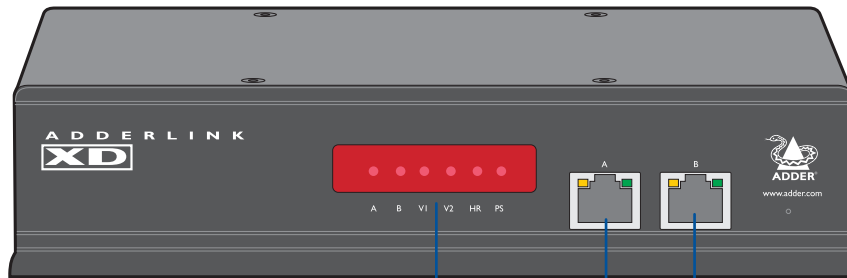 ADDERLINK
XD
A B V1 V2 HR PS
A
B
ADDER®
www.adder.com